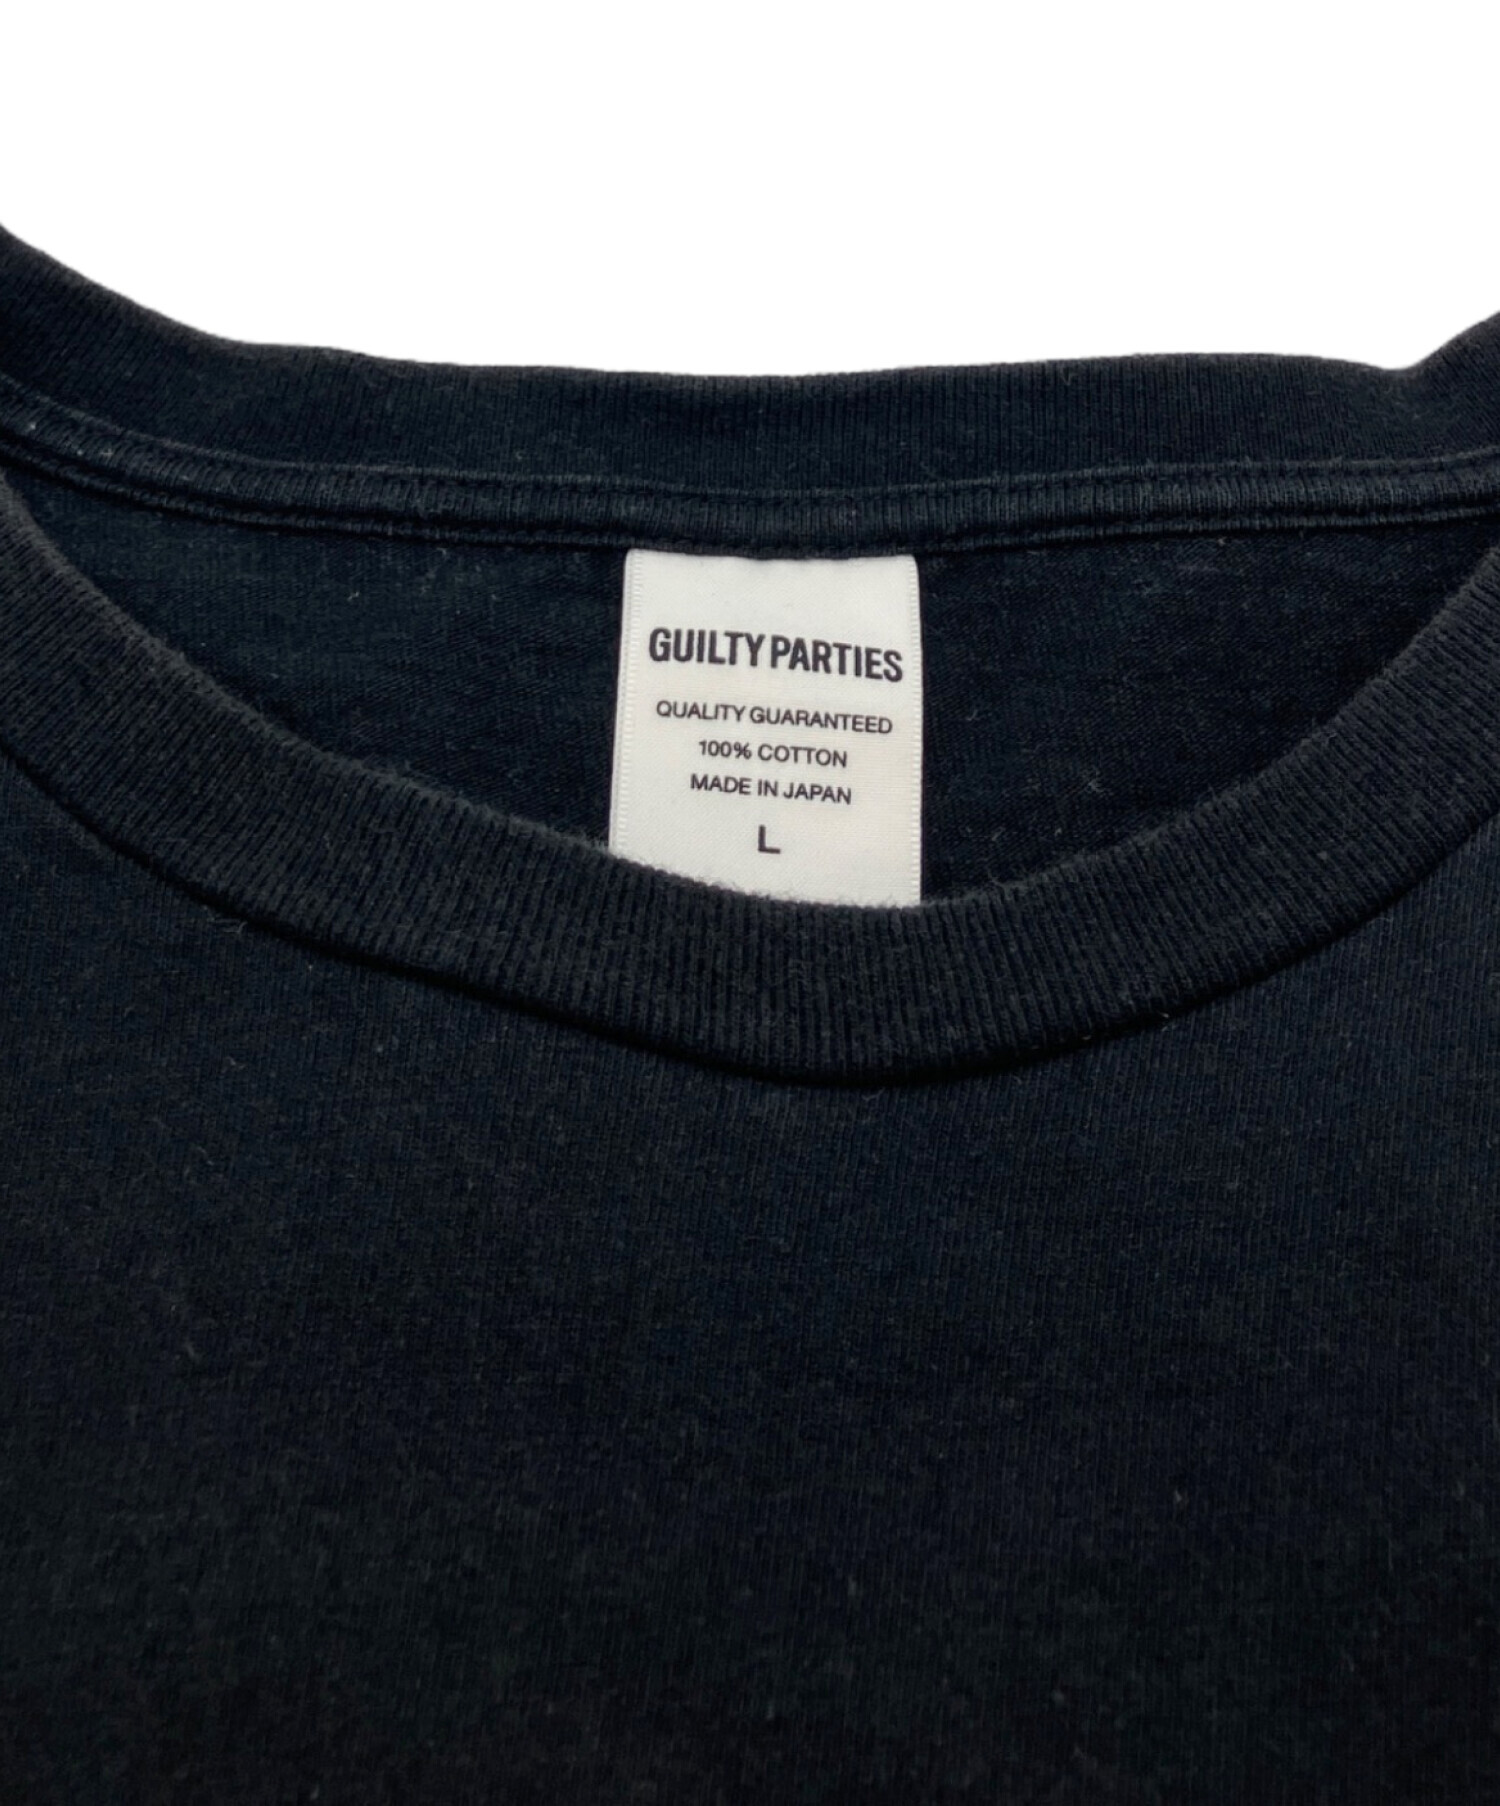 GUILTY PARTIES
QUALITY GUARANTEED
100% COTTON
MADE IN JAPAN
L